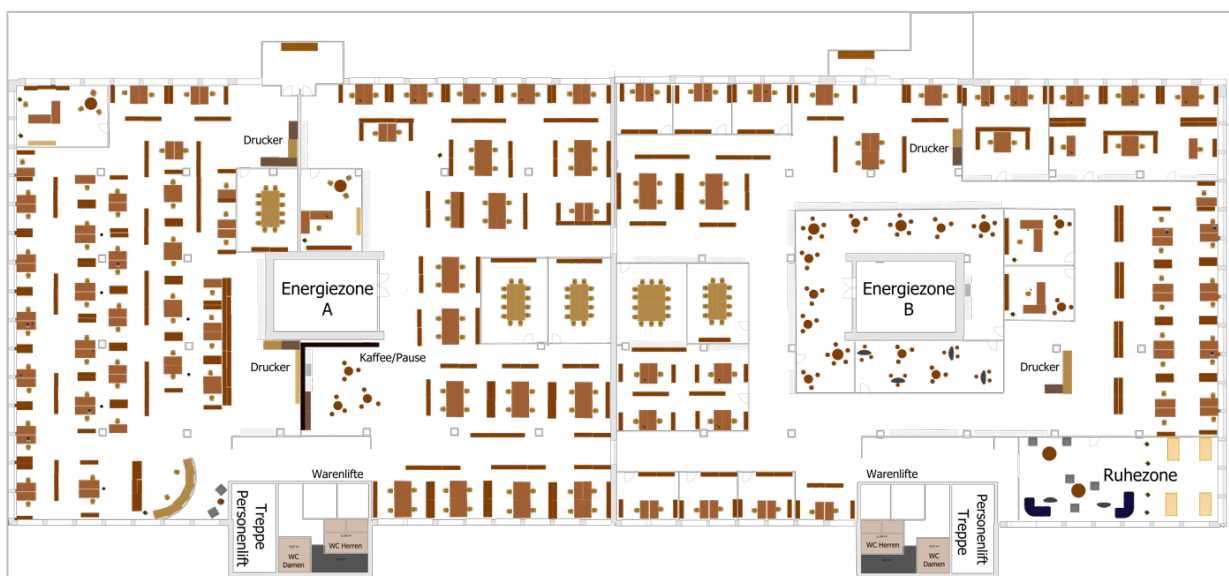 Drucker
Drucker
Energiezone
A
Energiezone
B
Kaffee/Pause
Drucker
Drucker
Warenlifte
Warenlifte
Ruhezone
Treppe
Personenlift
WC Herren
WC
Damen
WC Herren
WC
Damen
Personenlift
Treppe